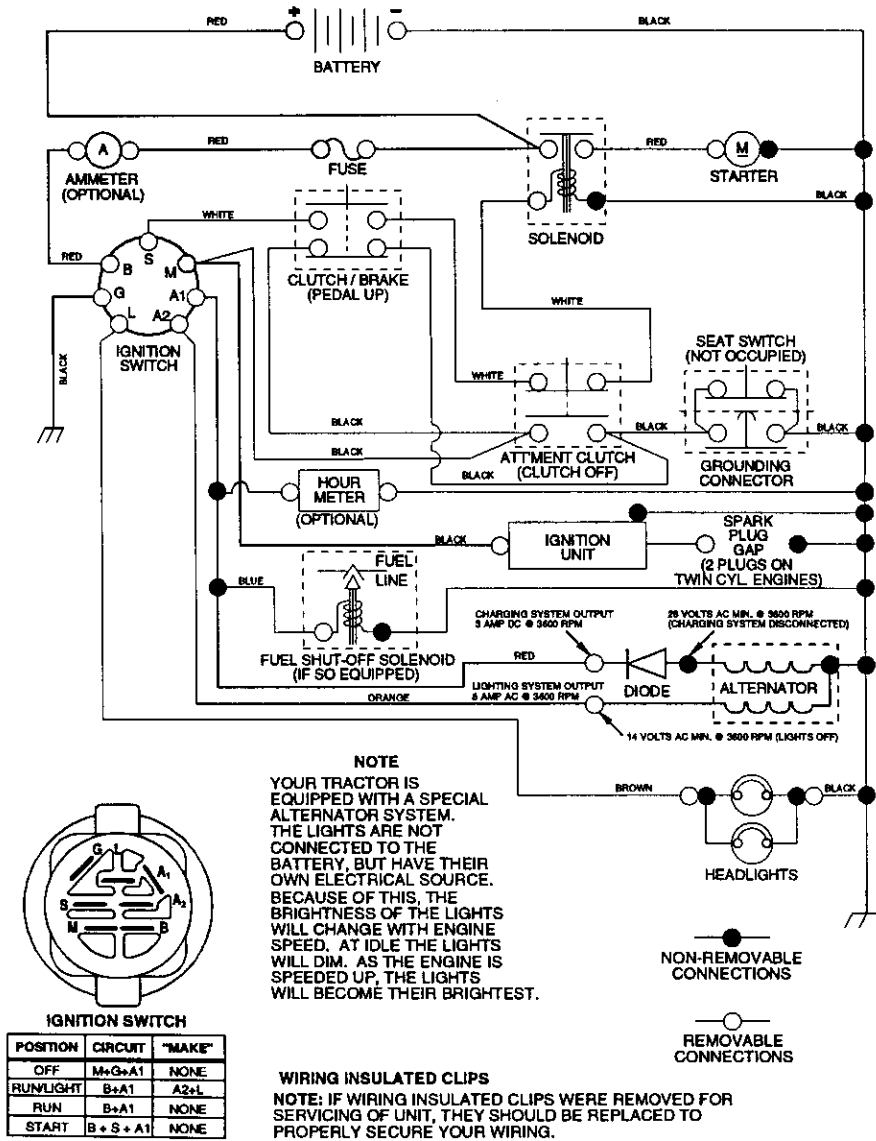 RED
+
-
BLACK
BATTERY
A
RED
RED
M
AMMETER
(OPTIONAL)
FUSE
STARTER
WHITE
BLACK
SOLENOID
RED
S
B
M
G
A1
L
A2
CLUTCH / BRAKE
(PEDAL UP)
IGNITION
SWITCH
WHITE
BLACK
SEAT SWITCH
(NOT OCCUPIED)
WHITE
BLACK
BLACK
BLACK
BLACK
BLACK
ATT'MENT CLUTCH
(CLUTCH OFF)
GROUNDING
CONNECTOR
HOUR
METER
(OPTIONAL)
BLACK
IGNITION
UNIT
SPARK
PLUG
GAP
(2 PLUGS ON
TWIN CYL. ENGINES)
FUEL
LINE
BLUE
FUEL SHUT-OFF SOLENOID
(IF SO EQUIPPED)
CHARGING SYSTEM OUTPUT
3 AMP DC @ 3600 RPM
28 VOLTS AC MIN. @ 3600 RPM
(CHARGING SYSTEM DISCONNECTED)
RED
DIODE
ALTERNATOR
ORANGE
LIGHTING SYSTEM OUTPUT
5 AMP AC @ 3600 RPM
14 VOLTS AC MIN. @ 3600 RPM (LIGHTS OFF)
BROWN
BLACK
HEADLIGHTS
NOTE
YOUR TRACTOR IS
EQUIPPED WITH A SPECIAL
ALTERNATOR SYSTEM.
THE LIGHTS ARE NOT
CONNECTED TO THE
BATTERY, BUT HAVE THEIR
OWN ELECTRICAL SOURCE.
BECAUSE OF THIS, THE
BRIGHTNESS OF THE LIGHTS
WILL CHANGE WITH ENGINE
SPEED. AT IDLE THE LIGHTS
WILL DIM. AS THE ENGINE IS
SPEEDED UP, THE LIGHTS
WILL BECOME THEIR BRIGHTEST.
G
L
A1
S
A2
M
B
IGNITION SWITCH
POSITION CIRCUIT "MAKE"
OFF M+G+A1 NONE
RUN/LIGHT B+A1 A2+L
RUN B+A1 NONE
START B + S + A1 NONE
NON-REMOVABLE
CONNECTIONS
REMOVABLE
CONNECTIONS
WIRING INSULATED CLIPS
NOTE: IF WIRING INSULATED CLIPS WERE REMOVED FOR
SERVICING OF UNIT, THEY SHOULD BE REPLACED TO
PROPERLY SECURE YOUR WIRING.